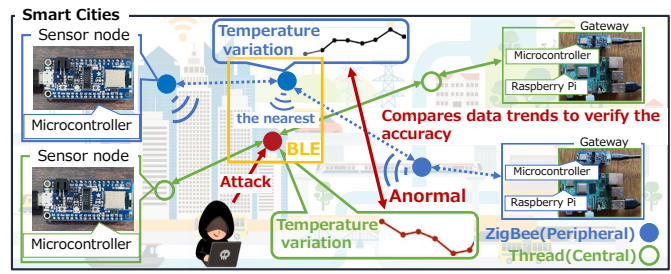 Smart Cities
Sensor node
Microcontroller
Temperature
variation
Gateway
Microcontroller
Raspberry Pi
the nearest
BLE
Compares data trends to verify the
accuracy
Sensor node
Microcontroller
Attack
Anormal
Gateway
Microcontroller
Raspberry Pi
Temperature
variation
ZigBee(Peripheral)
Thread(Central)